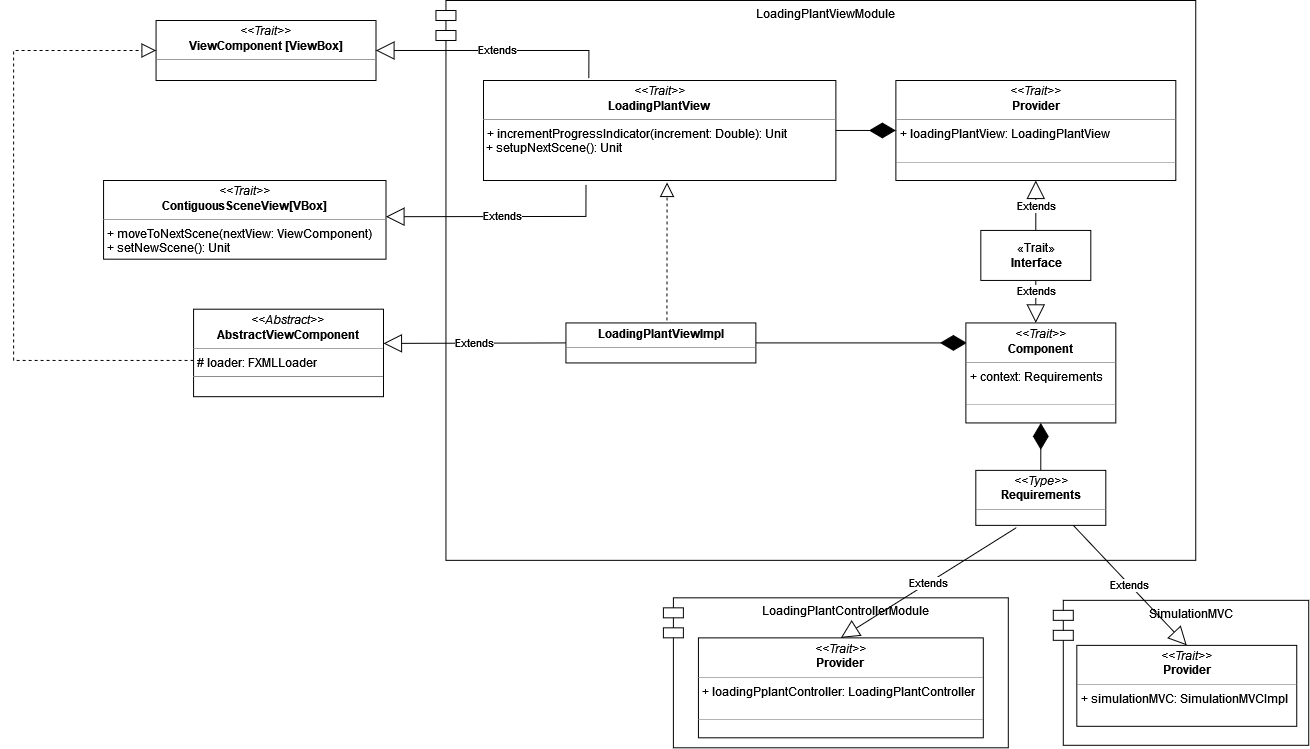 LoadingPlantViewModule
<<Trait>>
ViewComponent [ViewBox]
Extends
<<Trait>>
LoadingPlantView
+ incrementProgressIndicator(increment: Double): Unit
+ setupNextScene(): Unit
<<Trait>>
Provider
+ loadingPlantView: LoadingPlantView
<<Trait>>
ContiguousSceneView[VBox]
+ moveToNextScene(nextView: ViewComponent)
+ setNewScene(): Unit
Extends
Extends
«Trait»
Interface
Extends
<<Abstract>>
AbstractViewComponent
# loader: FXMLLoader
Extends
LoadingPlantViewImpl
<<Trait>>
Component
+ context: Requirements
<<Type>>
Requirements
Extends
Extends
LoadingPlantControllerModule
<<Trait>>
Provider
+ loadingPplantController: LoadingPlantController
SimulationMVC
<<Trait>>
Provider
+ simulationMVC: SimulationMVCImpl